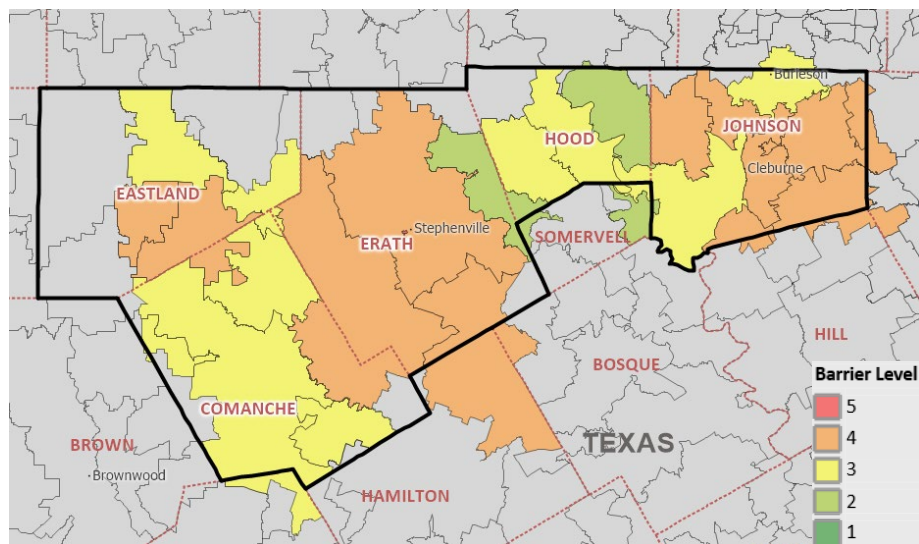 Burleson
JOHNSON
HOOD
Cleburne
EASTLAND
Stephenville
ERATH
SOMERVELL
HILL
BOSQUE
Barrier Level
5
COMANCHE
4
BROWN
TEXAS
3
Brownwood
HAMILTON
2
1